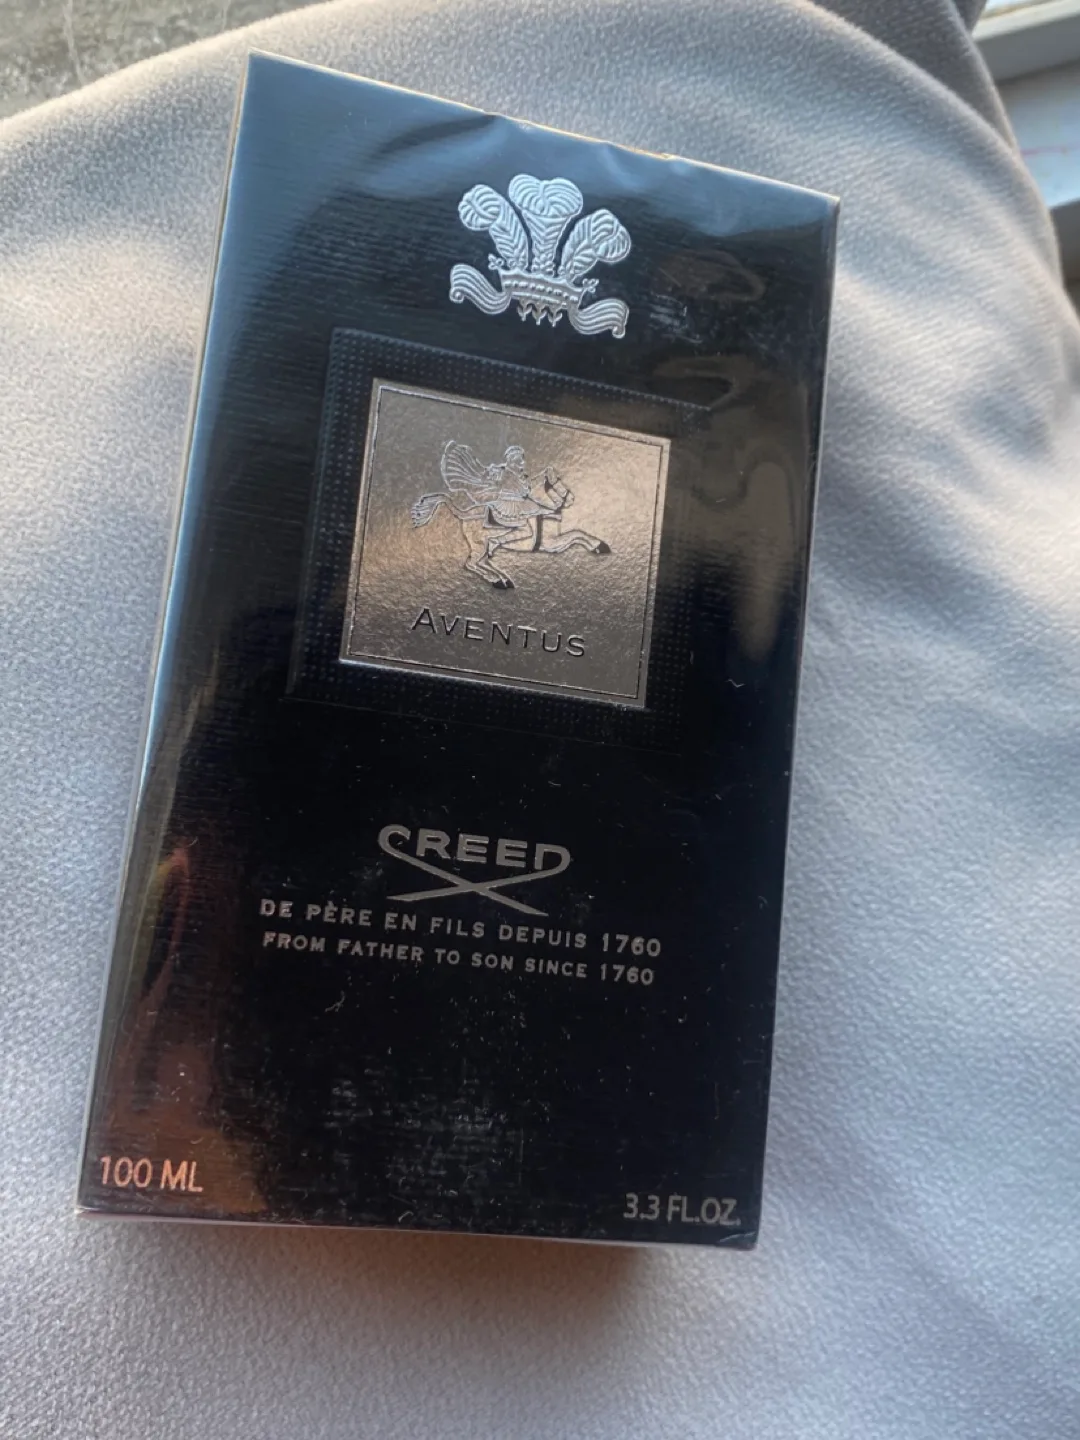 AVENTUS
CREED
DE PÈRE EN FILS DEPUIS 1760
FROM FATHER TO SON SINCE 1760
100 ML
3.3 FL.OZ.